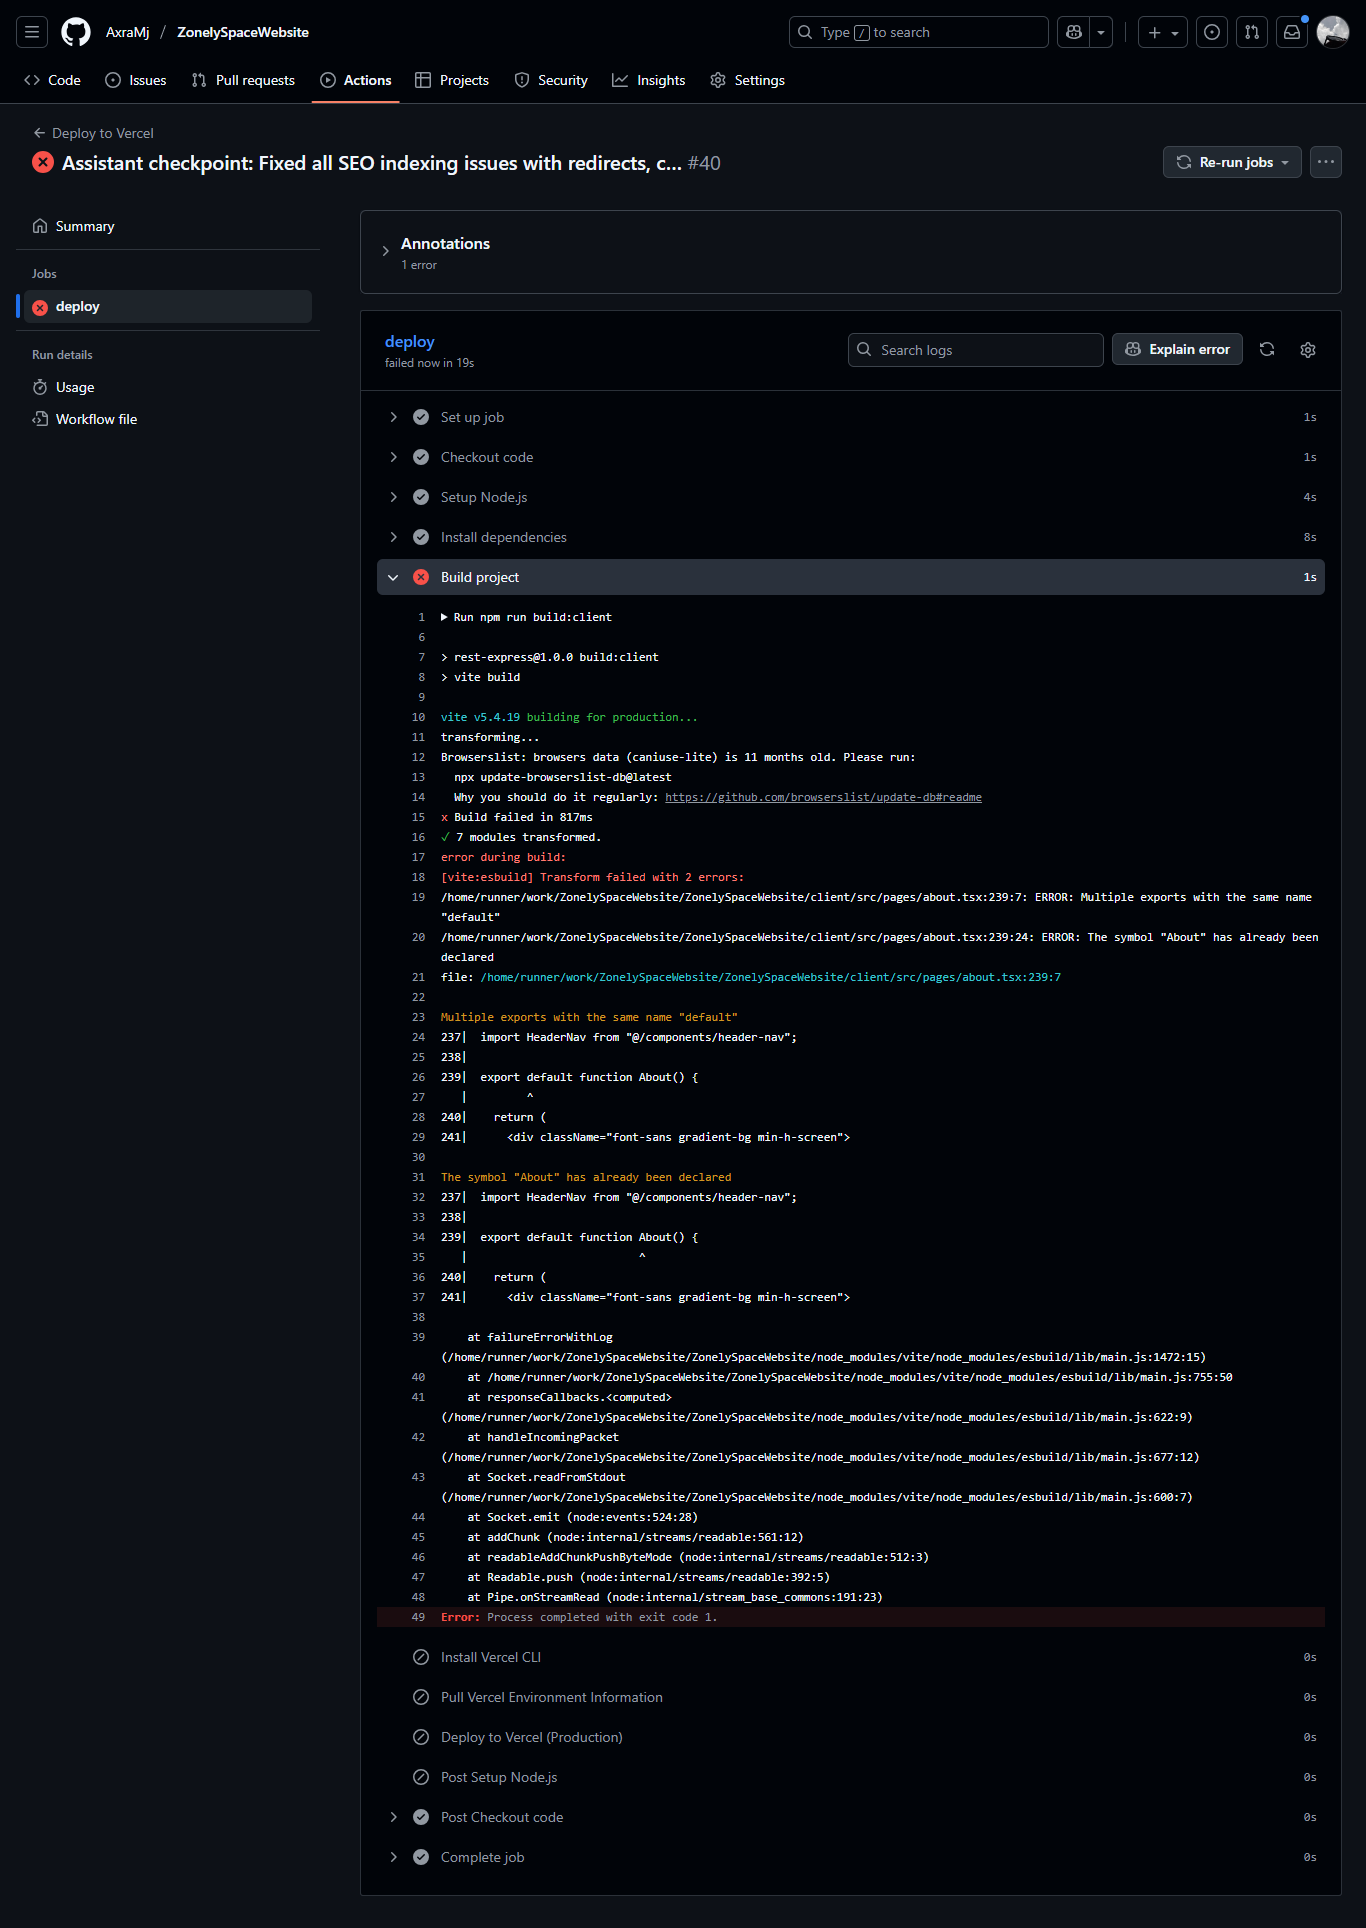 AxraMj / ZonelySpaceWebsite
Type / to search
Code
Issues
Pull requests
Actions
Projects
Security
Insights
Settings
Deploy to Vercel
Assistant checkpoint: Fixed all SEO indexing issues with redirects, c... #40
Re-run jobs
Summary
Jobs
deploy
Run details
Usage
Workflow file
Annotations
1 error
deploy
failed now in 19s
Search logs
Explain error
Set up job 1s
Checkout code 1s
Setup Node.js 4s
Install dependencies 8s
Build project 1s
1 Run npm run build:client
6
7 > rest-express@1.0.0 build:client
8 > vite build
9
10 vite v5.4.19 building for production...
11 transforming...
12 Browserslist: browsers data (caniuse-lite) is 11 months old. Please run:
13 npx update-browserslist-db@latest
14 Why you should do it regularly: https://github.com/browserslist/update-db#readme
15 x Build failed in 817ms
16 ✓ 7 modules transformed.
17 error during build:
18 [vite:esbuild] Transform failed with 2 errors:
19 /home/runner/work/ZonelySpaceWebsite/ZonelySpaceWebsite/client/src/pages/about.tsx:239:7: ERROR: Multiple exports with the same name
"default"
20 /home/runner/work/ZonelySpaceWebsite/ZonelySpaceWebsite/client/src/pages/about.tsx:239:24: ERROR: The symbol "About" has already been
declared
21 file: /home/runner/work/ZonelySpaceWebsite/ZonelySpaceWebsite/client/src/pages/about.tsx:239:7
22
23 Multiple exports with the same name "default"
24 237| import HeaderNav from "@/components/header-nav";
25 238|
26 239| export default function About() {
27 | ^
28 240| return (
29 241| <div className="font-sans gradient-bg min-h-screen">
30
31 The symbol "About" has already been declared
32 237| import HeaderNav from "@/components/header-nav";
33 238|
34 239| export default function About() {
35 | ^
36 240| return (
37 241| <div className="font-sans gradient-bg min-h-screen">
38
39 at failureErrorWithLog
(/home/runner/work/ZonelySpaceWebsite/ZonelySpaceWebsite/node_modules/vite/node_modules/esbuild/lib/main.js:1472:15)
40 at /home/runner/work/ZonelySpaceWebsite/ZonelySpaceWebsite/node_modules/vite/node_modules/esbuild/lib/main.js:755:50
41 at responseCallbacks.<computed>
(/home/runner/work/ZonelySpaceWebsite/ZonelySpaceWebsite/node_modules/vite/node_modules/esbuild/lib/main.js:622:9)
42 at handleIncomingPacket
(/home/runner/work/ZonelySpaceWebsite/ZonelySpaceWebsite/node_modules/vite/node_modules/esbuild/lib/main.js:677:12)
43 at Socket.readFromStdout
(/home/runner/work/ZonelySpaceWebsite/ZonelySpaceWebsite/node_modules/vite/node_modules/esbuild/lib/main.js:600:7)
44 at Socket.emit (node:events:524:28)
45 at addChunk (node:internal/streams/readable:561:12)
46 at readableAddChunkPushByteMode (node:internal/streams/readable:512:3)
47 at Readable.push (node:internal/streams/readable:392:5)
48 at Pipe.onStreamRead (node:internal/stream_base_commons:191:23)
49 Error: Process completed with exit code 1.
Install Vercel CLI 0s
Pull Vercel Environment Information 0s
Deploy to Vercel (Production) 0s
Post Setup Node.js 0s
Post Checkout code 0s
Complete job 0s